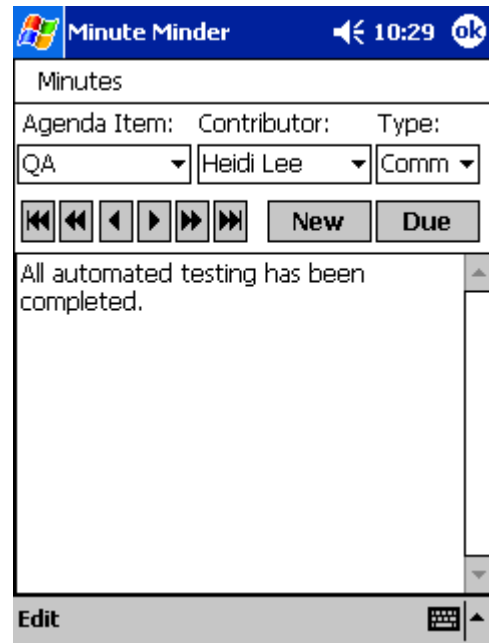 Minute Minder 10:29 ok
Minutes
Agenda Item: Contributor: Type:
QA Heidi Lee Comm
New Due
All automated testing has been
completed.
Edit